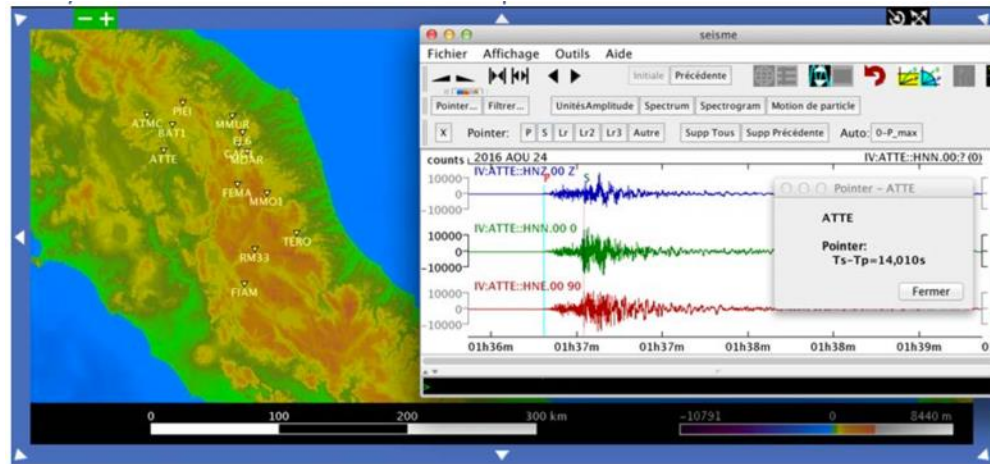 seisme
Fichier Affichage Outils Aide
Initiale Précédente
Pointer... Filtrer... UnitésAmplitude Spectrum Spectrogram Motion de particle
X Pointer: P S Lr Lr2 Lr3 Autre Supp Tous Supp Précédente Auto: 0-P_max
counts 2016 AOU 24 IV:ATTE::HNN.00:? (0)
IV:ATTE::HNZ.00 Z
P S
10000
0
-10000
IV:ATTE::HNN.00 0
10000
0
-10000
IV:ATTE::HNE.00 90
10000
0
-10000
01h36m 01h37m 01h37m 01h38m 01h38m 01h39m
Pointer - ATTE
ATTE
Pointer:
Ts-Tp=14,010s
Fermer
>
PIEI
ATMC
BAT1
MMUR
ATTE
FEMA
MMO1
TERO
RM33
FIAM
0 100 200 300 km
-10791 0 8440 m